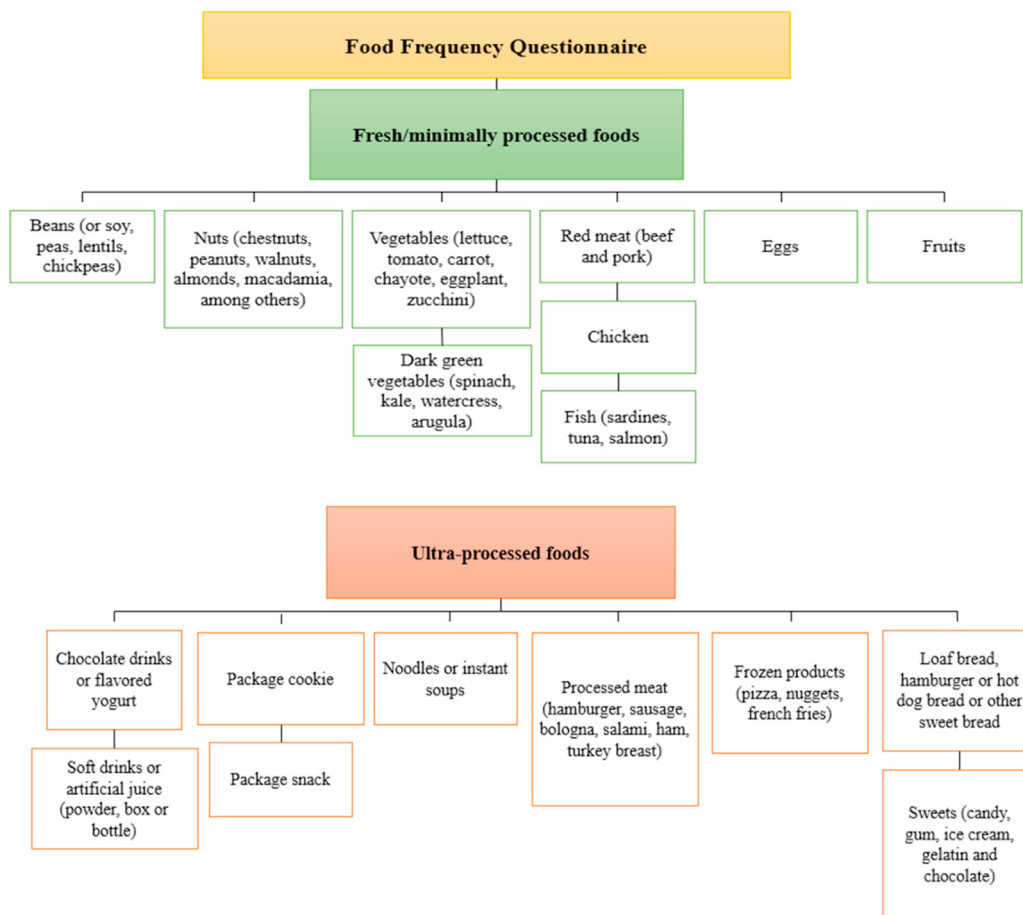 Food Frequency Questionnaire
Fresh/minimally processed foods
Beans (or soy,
peas, lentils,
chickpeas)
Nuts (chestnuts,
peanuts, walnuts,
almonds, macadamia,
among others)
Vegetables (lettuce,
tomato, carrot,
chayote, eggplant,
zucchini)
Dark green
vegetables (spinach,
kale, watercress,
arugula)
Red meat (beef
and pork)
Chicken
Fish (sardines,
tuna, salmon)
Eggs
Fruits
Ultra-processed foods
Chocolate drinks
or flavored
yogurt
Soft drinks or
artificial juice
(powder, box or
bottle)
Package cookie
Package snack
Noodles or instant
soups
Processed meat
(hamburger, sausage,
bologna, salami, ham,
turkey breast)
Frozen products
(pizza, nuggets,
french fries)
Loaf bread,
hamburger or hot
dog bread or other
sweet bread
Sweets (candy,
gum, ice cream,
gelatin and
chocolate)